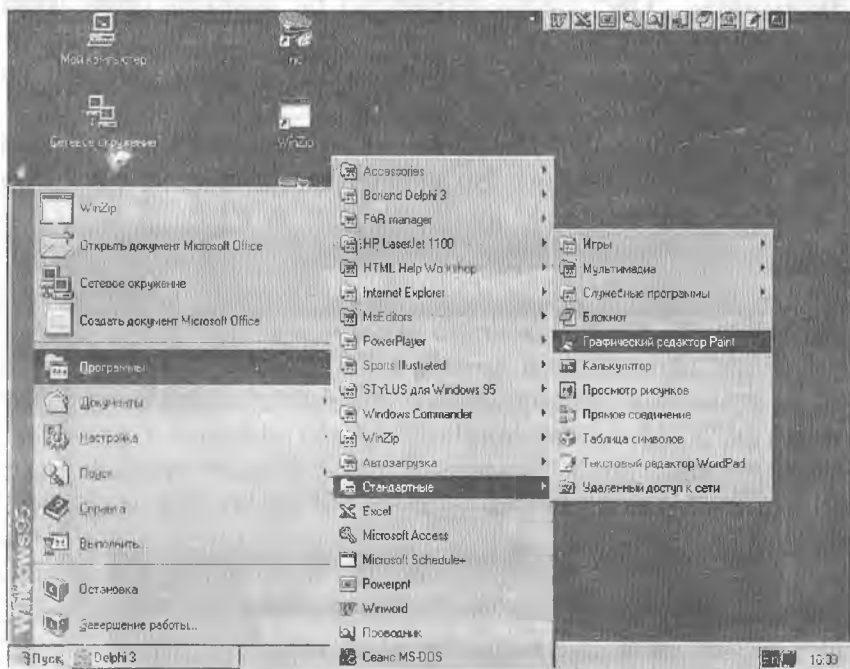 Мой компьютер
Сетевое окружение
WinZip
WinZip
Открыть документ Microsoft Office
Сетевое окружение
Создать документ Microsoft Office
Программы
Документы
Настройка
Поиск
Справка
Выполнить...
Остановка
Завершение работы...
Windows95
Accessories
Borland Delphi 3
FAR manager
HP LaserJet 1100
HTML Help Workshop
Internet Explorer
MsEditors
PowerPlayer
Sports Illustrated
STYLUS для Windows 95
Windows Commander
WinZip
Автозагрузка
Стандартные
Excel
Microsoft Access
Microsoft Schedule+
Powerpnt
Winword
Проводник
Сеанс MS-DOS
Игры
Мультимедиа
Служебные программы
Блокнот
Графический редактор Paint
Калькулятор
Просмотр рисунков
Прямое соединение
Таблица символов
Текстовый редактор WordPad
Удаленный доступ к сети
Пуск
Delphi 3
En